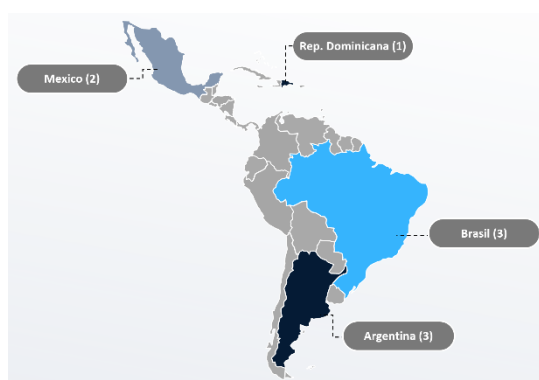 Rep. Dominicana (1)
Mexico (2)
Brasil (3)
Argentina (3)